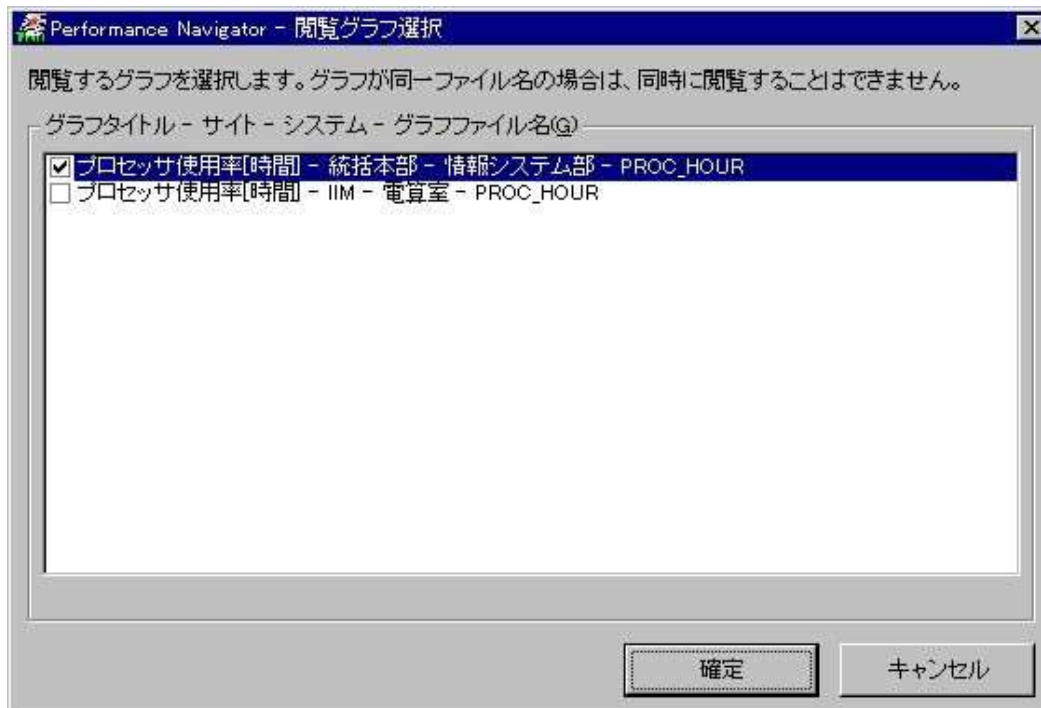 Performance Navigator - 閲覧グラフ選択
閲覧するグラフを選択します。グラフが同一ファイル名の場合は、同時に閲覧することはできません。
グラフタイトル - サイト - システム - グラフファイル名(G)
プロセッサ使用率[時間] - 統括本部 - 情報システム部 - PROC_HOUR
プロセッサ使用率[時間] - IIM - 電算室 - PROC_HOUR
確定
キャンセル